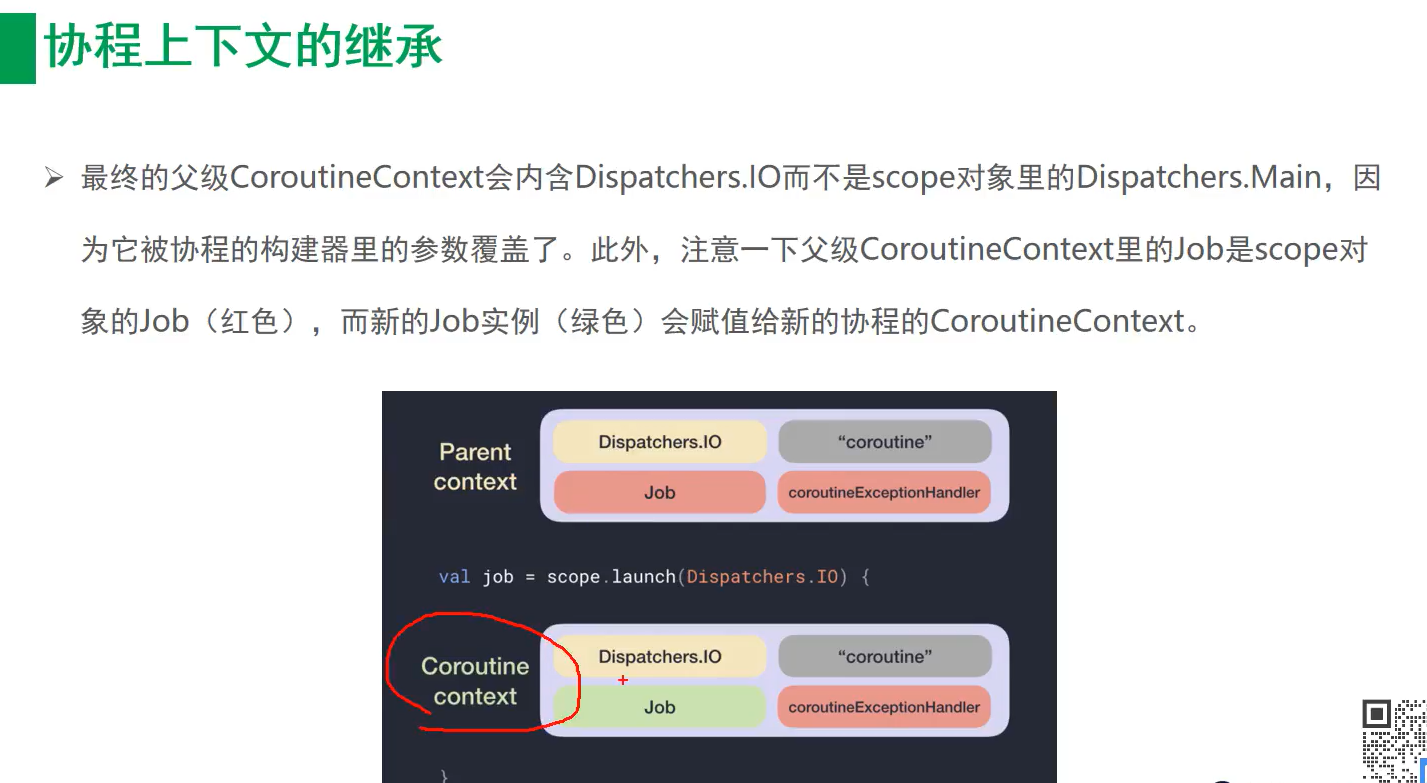 协程上下文的继承
➢ 最终的父级CoroutineContext会内含Dispatchers.IO而不是scope对象里的Dispatchers.Main，因
为它被协程的构建器里的参数覆盖了。此外，注意一下父级CoroutineContext里的Job是scope对
象的Job（红色），而新的Job实例（绿色）会赋值给新的协程的CoroutineContext。
Parent
context
Dispatchers.IO
“coroutine”
Job
coroutineExceptionHandler
val job = scope.launch(Dispatchers.IO) {
Coroutine
context
Dispatchers.IO
“coroutine”
Job
coroutineExceptionHandler
}